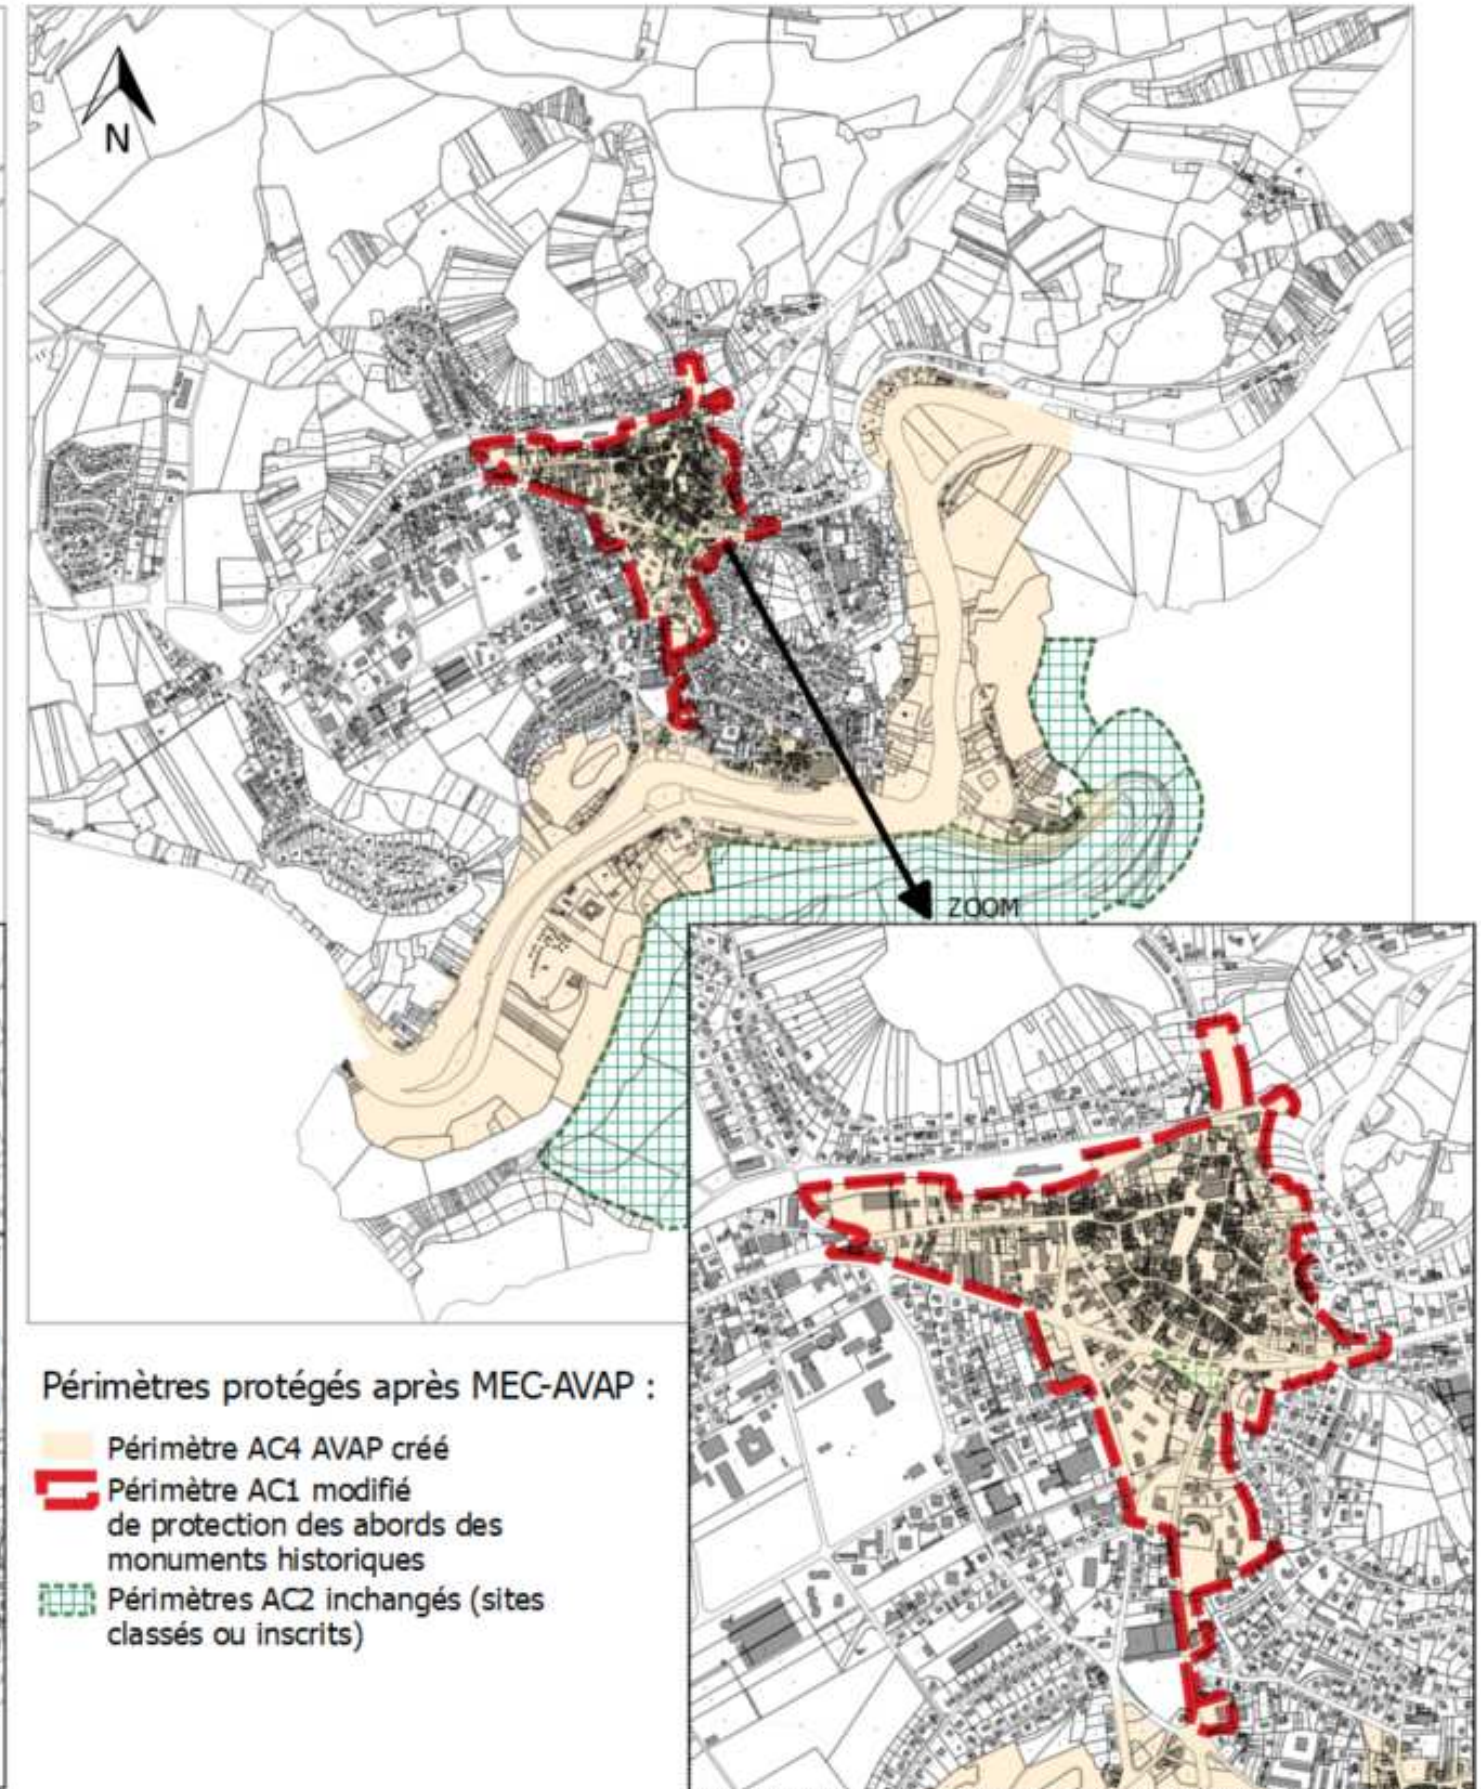 N
ZOOM
Périmètres protégés après MEC-AVAP :
Périmètre AC4 AVAP créé
Périmètre AC1 modifié
de protection des abords des
monuments historiques
Périmètres AC2 inchangés (sites
classés ou inscrits)